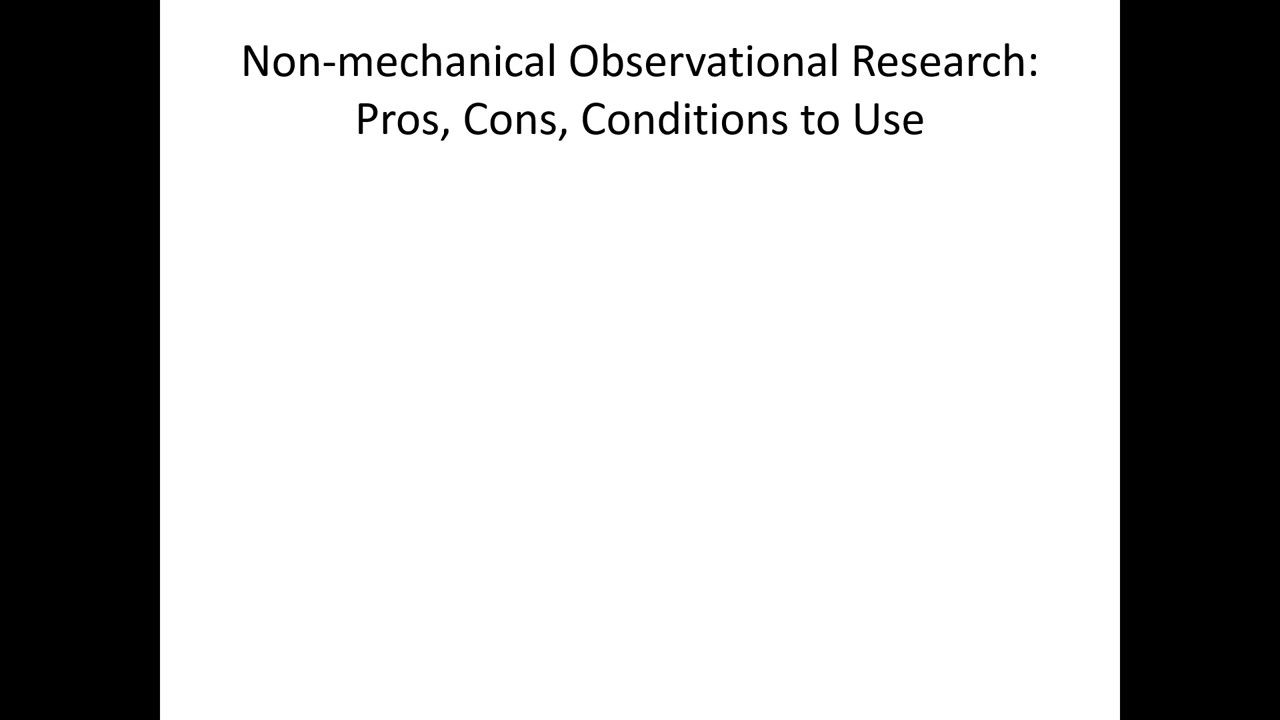 Non-mechanical Observational Research:
Pros, Cons, Conditions to Use